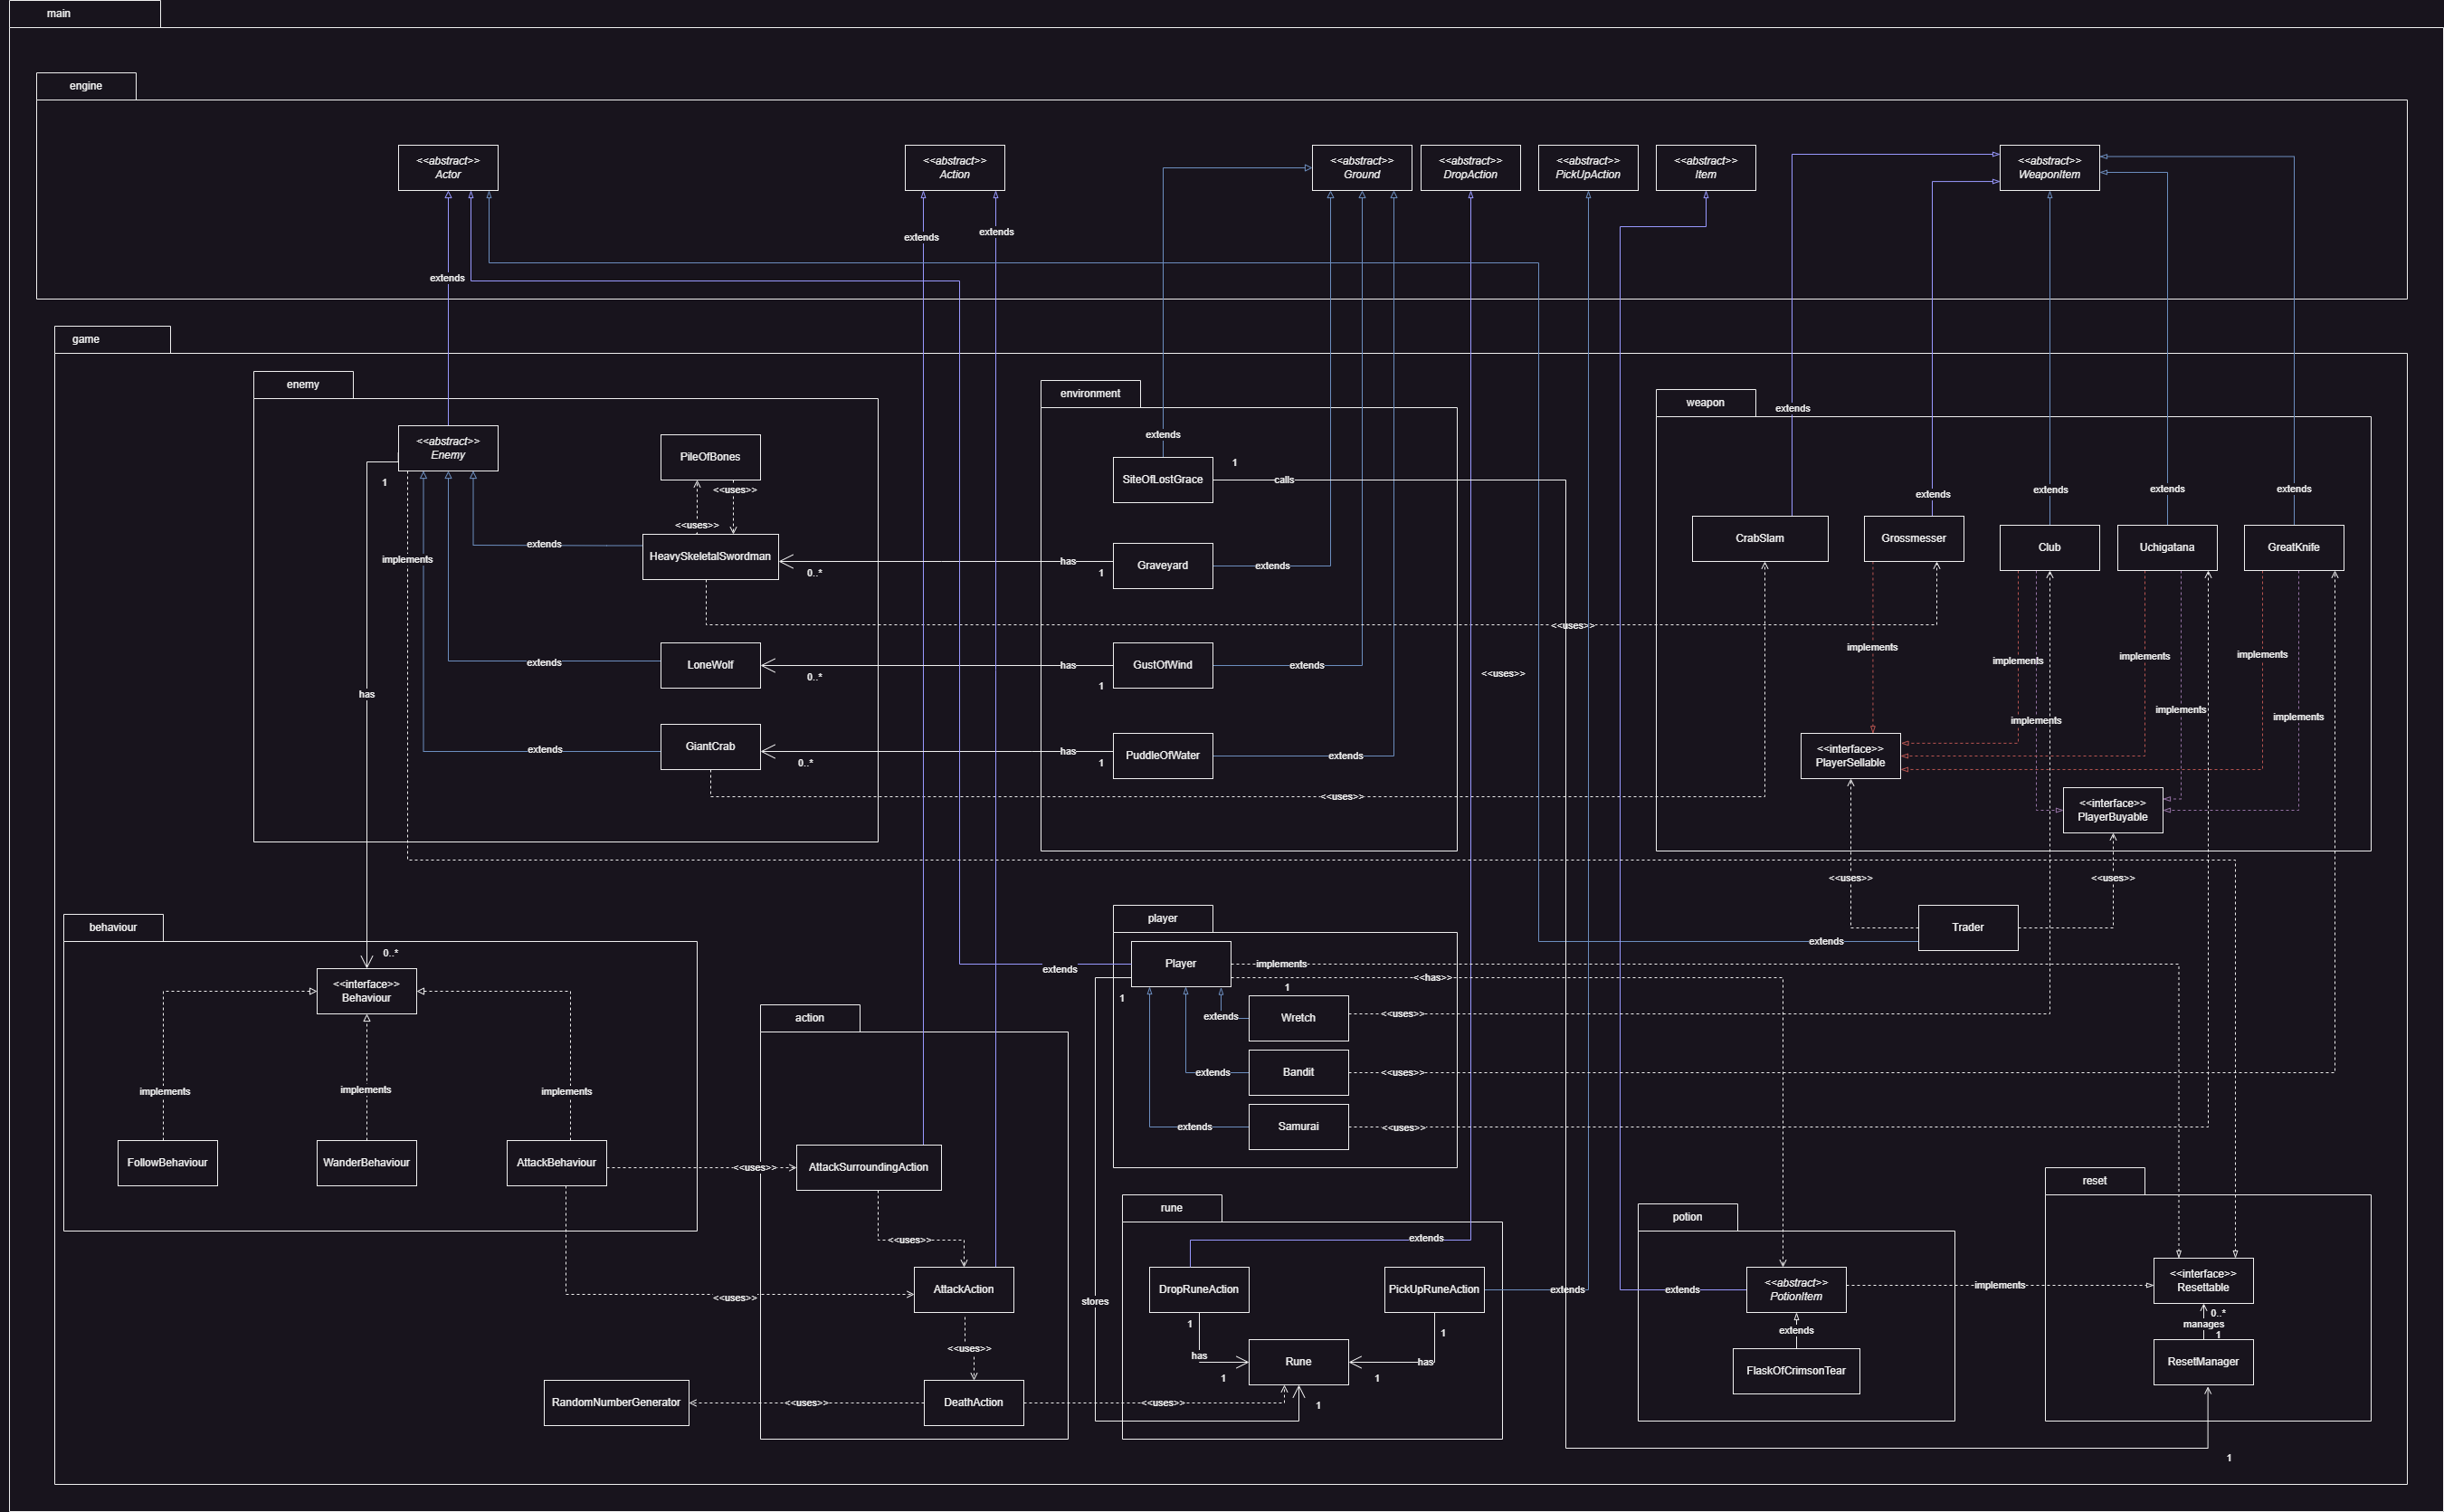 main
engine
<<abstract>>
Actor
<<abstract>>
Action
<<abstract>>
Ground
<<abstract>>
DropAction
<<abstract>>
PickUpAction
<<abstract>>
Item
<<abstract>>
WeaponItem
extends
extends
extends
game
enemy
environment
weapon
<<abstract>>
Enemy
1
PileOfBones
<<uses>>
<<uses>>
HeavySkeletalSwordman
extends
implements
0..*
has
1
extends
SiteOfLostGrace
1
calls
Graveyard
extends
<<uses>>
LoneWolf
extends
0..*
has
1
GustOfWind
extends
<<uses>>
has
GiantCrab
extends
0..*
has
1
PuddleOfWater
extends
<<uses>>
extends
extends
extends
extends
extends
CrabSlam
Grossmesser
Club
Uchigatana
GreatKnife
implements
implements
implements
implements
implements
implements
implements
<<interface>>
PlayerSellable
<<interface>>
PlayerBuyable
<<uses>>
<<uses>>
Trader
extends
behaviour
0..*
<<interface>>
Behaviour
implements
implements
implements
FollowBehaviour
WanderBehaviour
AttackBehaviour
<<uses>>
<<uses>>
action
AttackSurroundingAction
<<uses>>
AttackAction
<<uses>>
DeathAction
<<uses>>
RandomNumberGenerator
<<uses>>
player
Player
extends
1
implements
<<has>>
1
Wretch
extends
<<uses>>
Bandit
extends
<<uses>>
Samurai
extends
<<uses>>
rune
extends
DropRuneAction
PickUpRuneAction
extends
stores
1
has
1
1
has
1
Rune
1
potion
<<abstract>>
PotionItem
extends
implements
extends
FlaskOfCrimsonTear
reset
<<interface>>
Resettable
0..*
manages
1
ResetManager
1